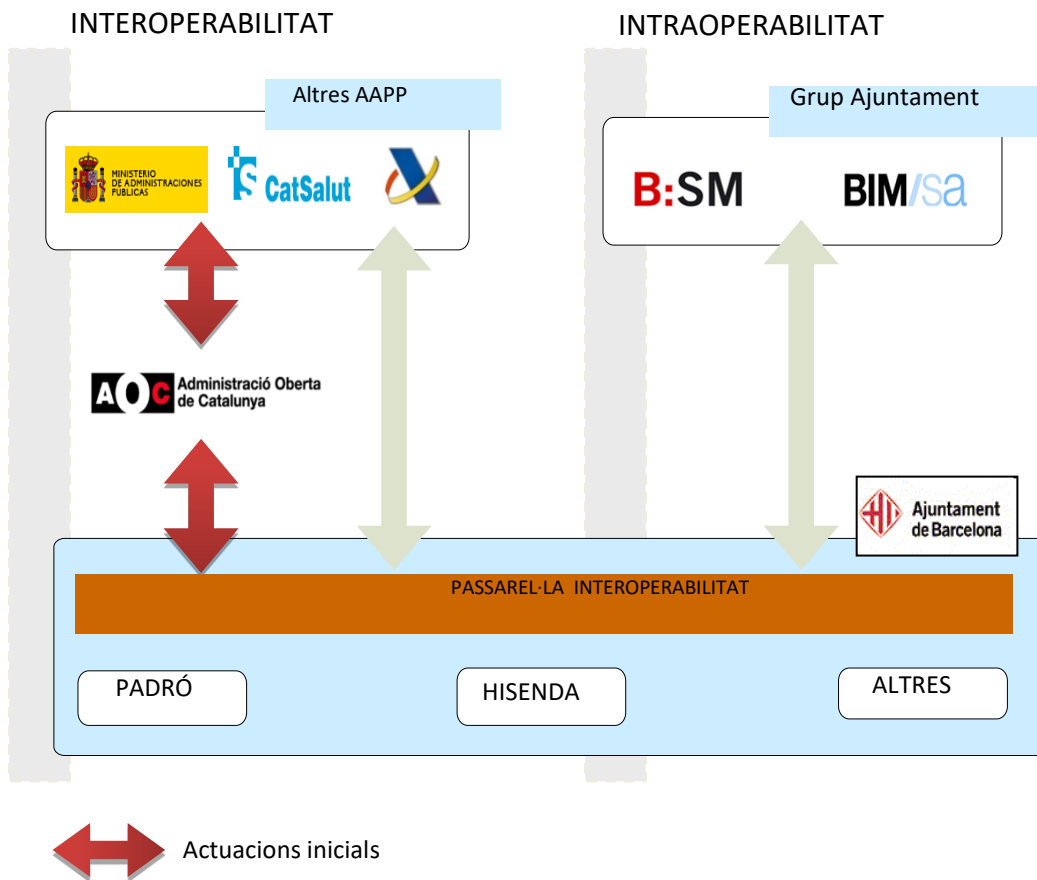 INTEROPERABILITAT
INTRAOPERABILITAT
Altres AAPP
Grup Ajuntament
MINISTERIO
DE ADMINISTRACIONES
PÚBLICAS
CatSalut
B:SM
BIM/sa
AOC
Administració Oberta
de Catalunya
Ajuntament
de Barcelona
PASSAREL·LA INTEROPERABILITAT
PADRÓ
HISENDA
ALTRES
Actuacions inicials